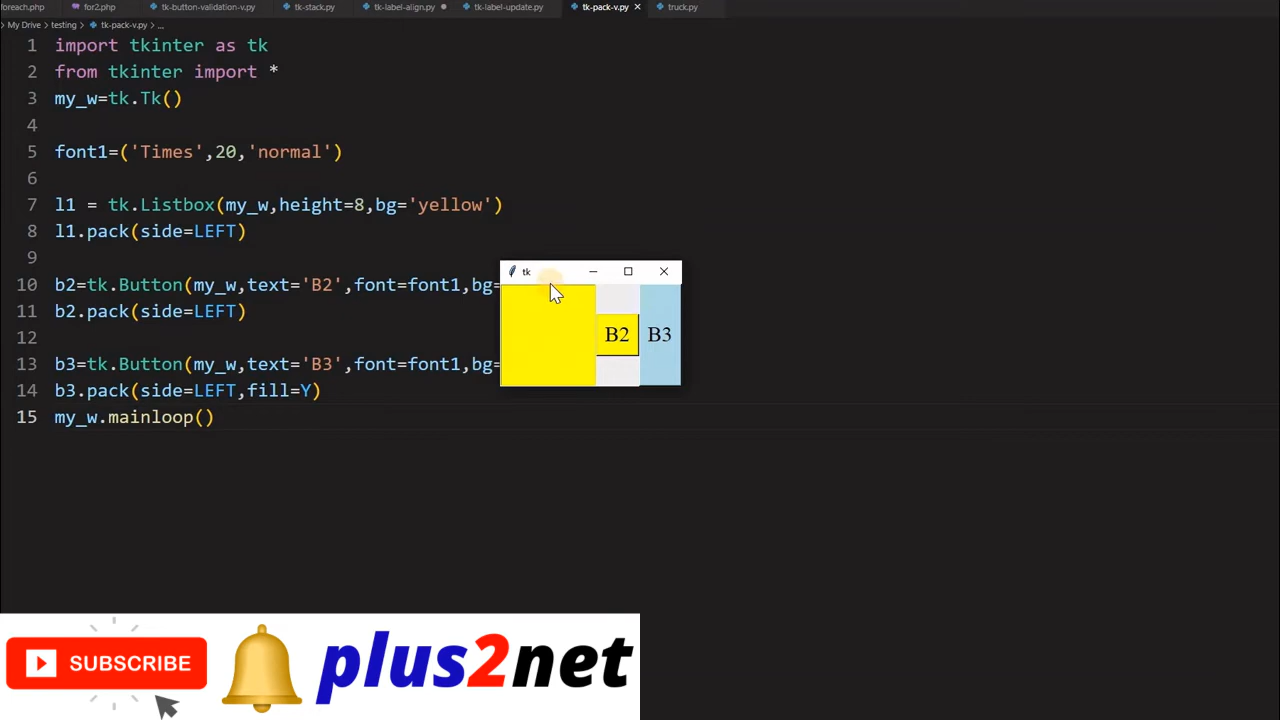 foreach.php for2.php tk-button-validation-v.py tk-stack.py tk-label-align.py tk-label-update.py tk-pack-v.py truck.py
My Drive > testing > tk-pack-v.py > ...
1 import tkinter as tk
2 from tkinter import *
3 my_w=tk.Tk()
4
5 font1=('Times',20,'normal')
6
7 l1 = tk.Listbox(my_w,height=8,bg='yellow')
8 l1.pack(side=LEFT)
9
10 b2=tk.Button(my_w,text='B2',font=font1,bg=
11 b2.pack(side=LEFT)
12
13 b3=tk.Button(my_w,text='B3',font=font1,bg=
14 b3.pack(side=LEFT,fill=Y)
15 my_w.mainloop()
tk
B2 B3
SUBSCRIBE
plus2net